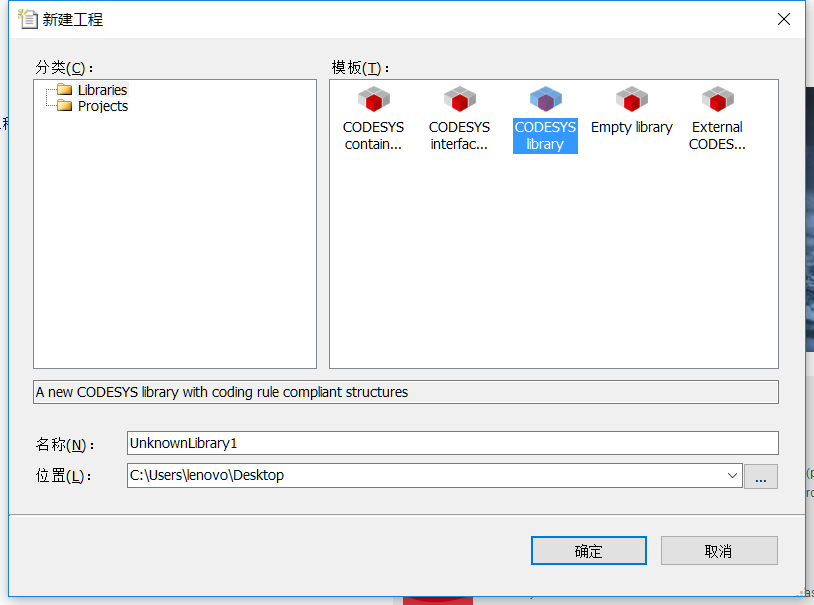 新建工程
分类(C)：
模板(T)：
Libraries
Projects
CODESYS
contain...
CODESYS
interfac...
CODESYS
library
Empty library
External
CODES...
A new CODESYS library with coding rule compliant structures
名称(N)：
UnknownLibrary1
位置(L)：
C:\Users\lenovo\Desktop
...
确定
取消